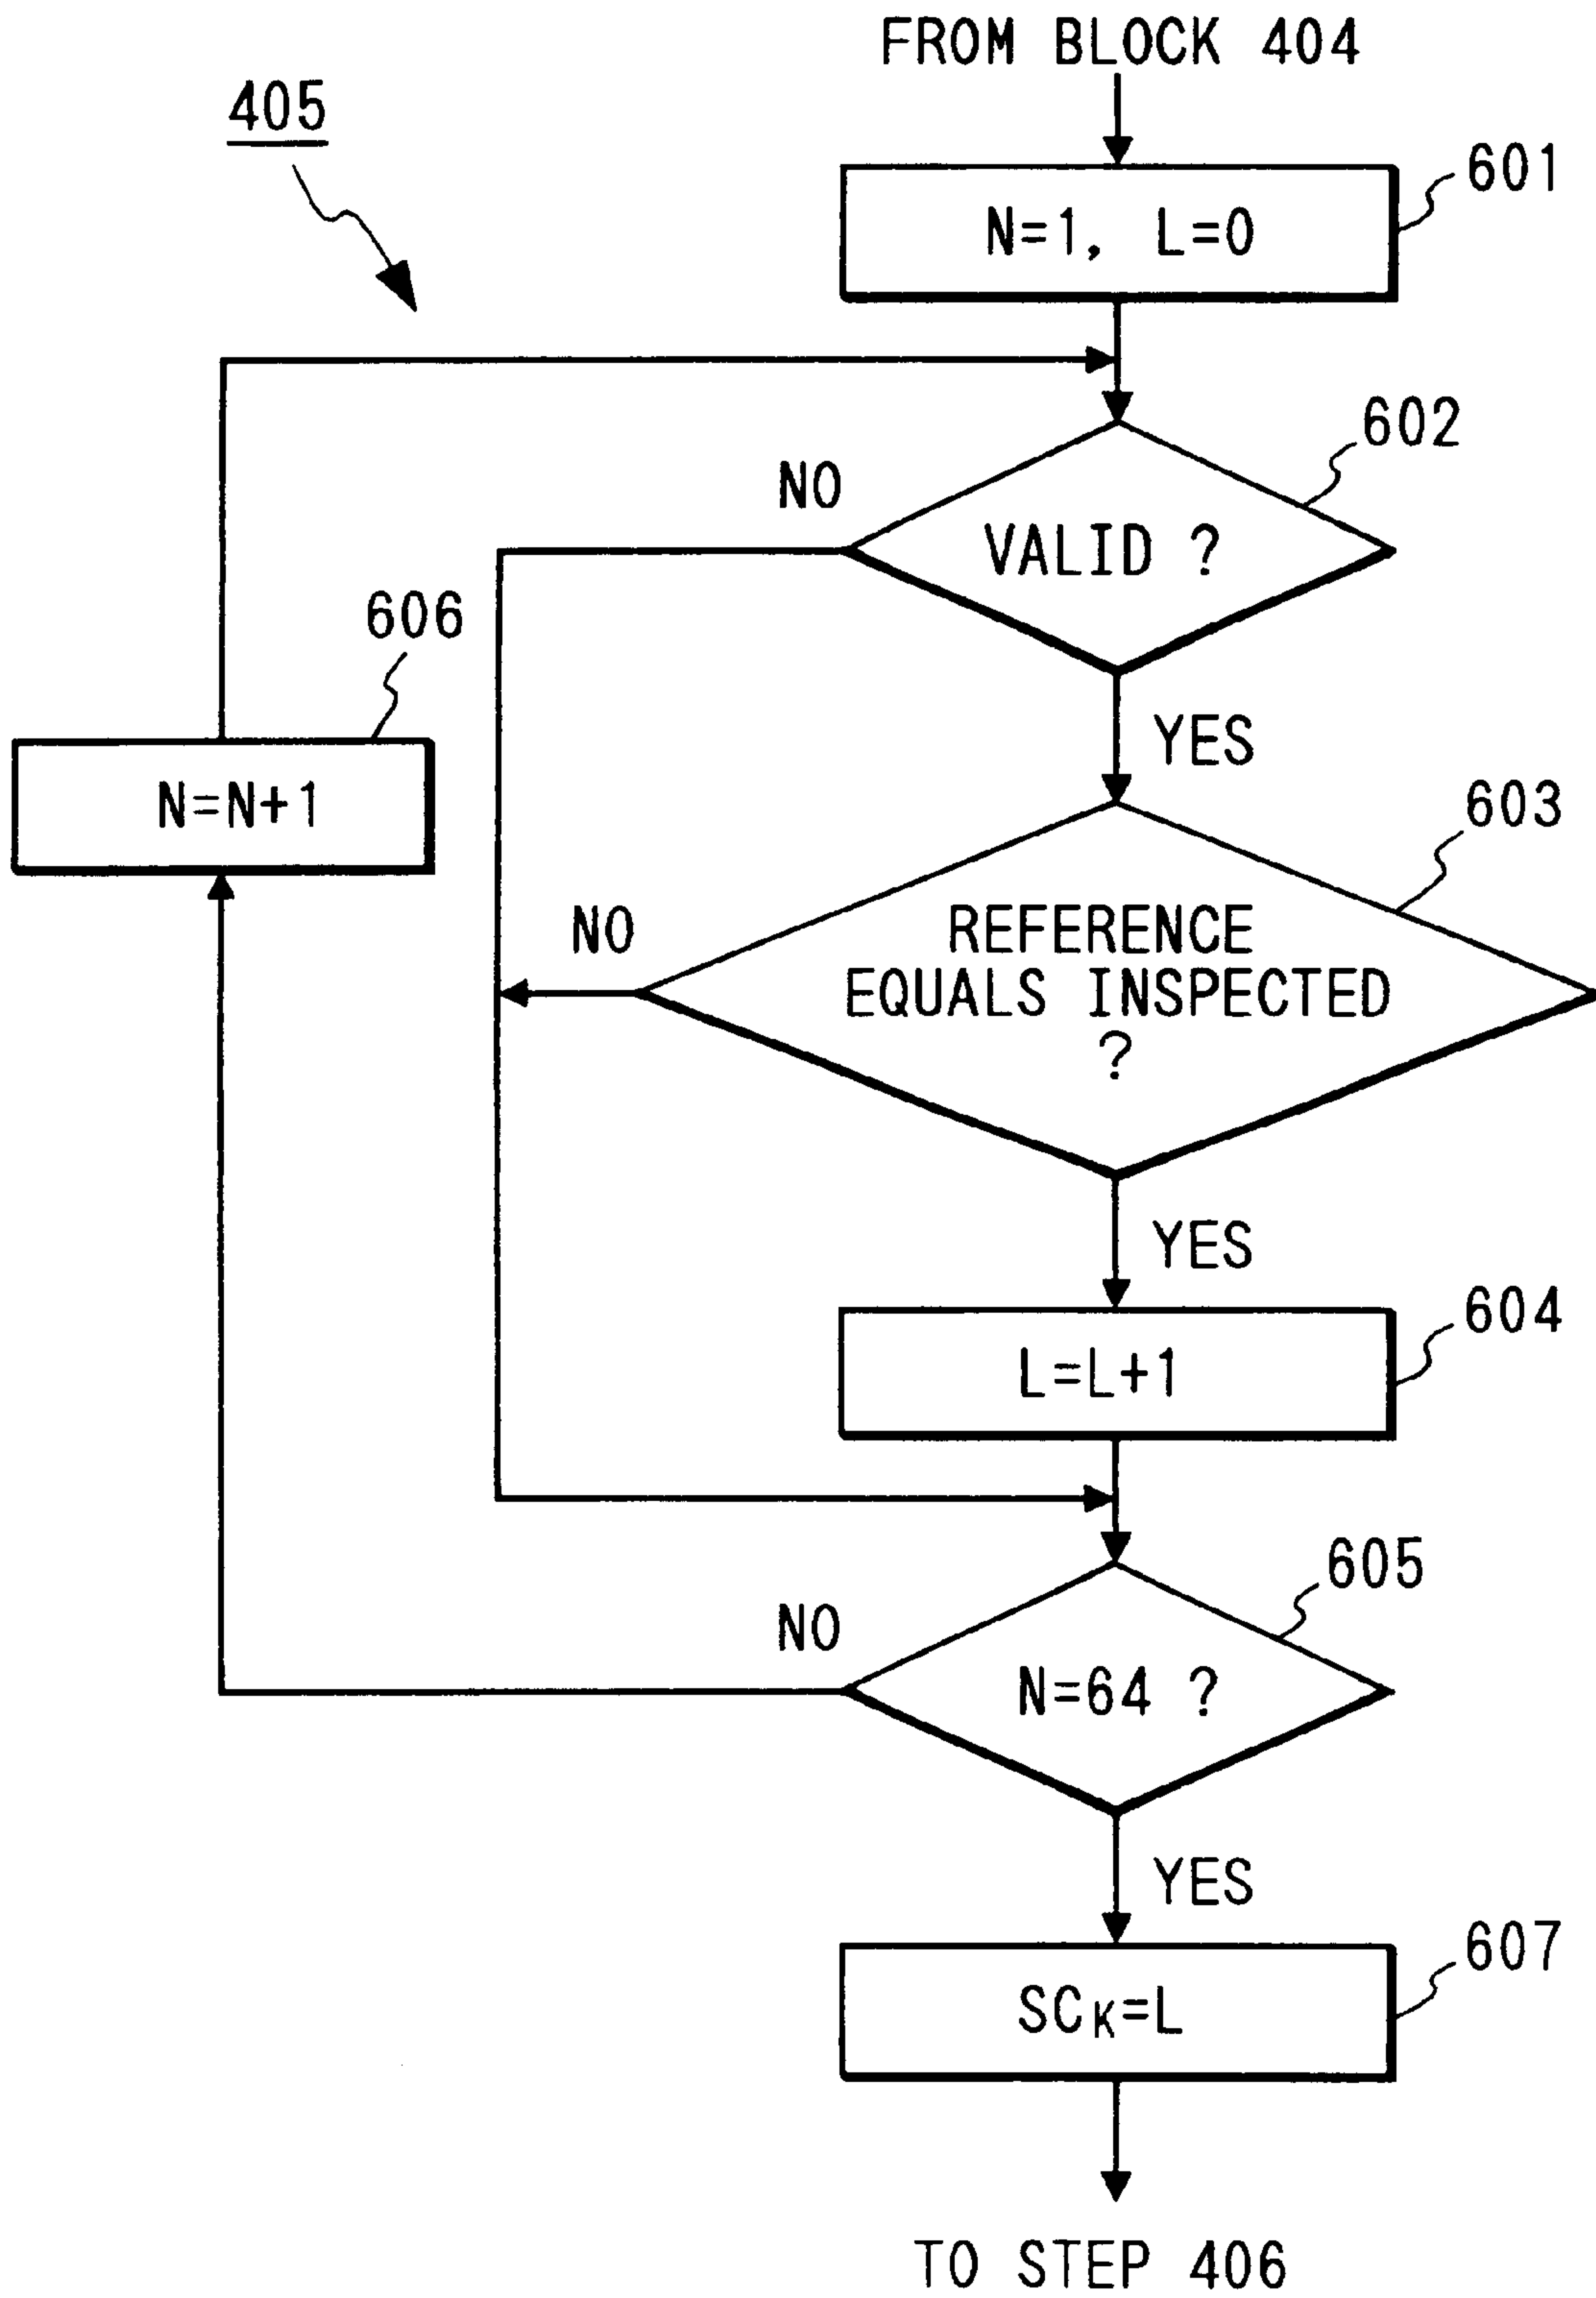 FROM BLOCK 404
405
601
N=1, L=0
602
NO
VALID ?
606
YES
N=N+1
603
NO
REFERENCE
EQUALS INSPECTED
?
YES
604
L=L+1
605
NO
N=64 ?
YES
607
SCK=L
TO STEP 406